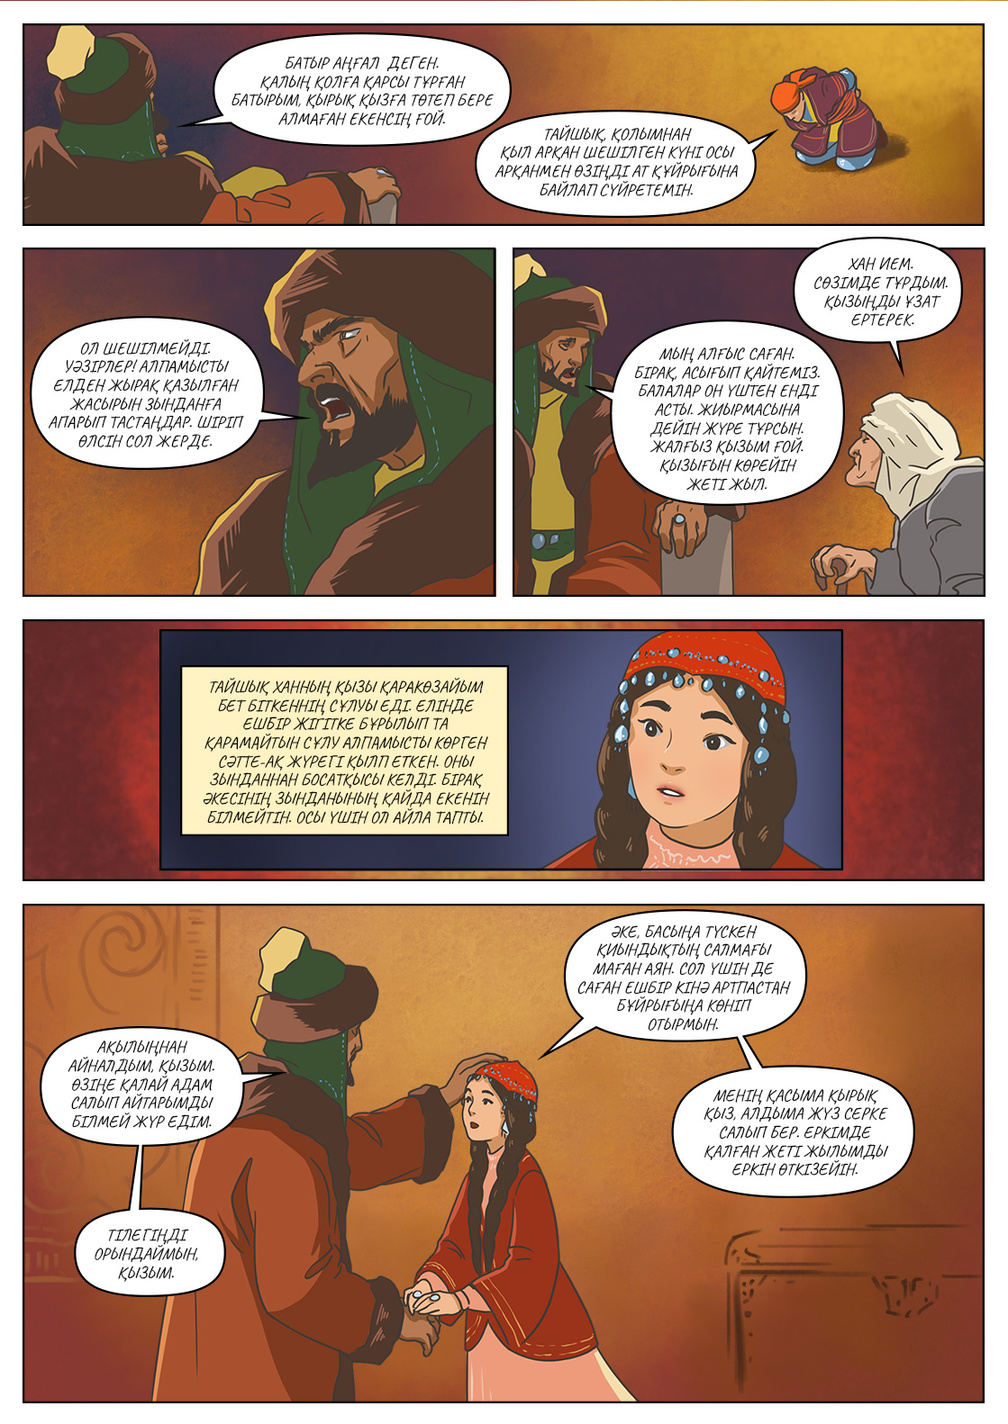 БАТЫР АҢҒАЛ ДЕГЕН.
ҚАЛЫҢ ҚОЛҒА ҚАРСЫ ТҰРҒАН
БАТЫРЫМ, ҚЫРЫҚ ҚЫЗҒА ТӨТЕП БЕРЕ
АЛМАҒАН ЕКЕНСІҢ ҒОЙ.
ТАЙШЫҚ, ҚОЛЫМНАН
ҚЫЛ АРҚАН ШЕШІЛГЕН КҮНІ ОСЫ
АРҚАНМЕН ӨЗІҢДІ АТ ҚҰЙРЫҒЫНА
БАЙЛАП СҮЙРЕТЕМІН.
ОЛ ШЕШІЛМЕЙДІ.
УӘЗІРЛЕР! АЛПАМЫСТЫ
ЕЛДЕН ЖЫРАҚ ҚАЗЫЛҒАН
ЖАСЫРЫН ЗЫНДАНҒА
АПАРЫП ТАСТАҢДАР. ШІРІП
ӨЛСІН СОЛ ЖЕРДЕ.
ХАН ИЕМ.
СӨЗІМДЕ ТҰРДЫМ.
ҚЫЗЫҢДЫ ҰЗАТ
ЕРТЕРЕК.
МЫҢ АЛҒЫС САҒАН.
БІРАҚ, АСЫҒЫП ҚАЙТЕМІЗ.
БАЛАЛАР ОН ҮШТЕН ЕНДІ
АСТЫ. ЖИЫРМАСЫНА
ДЕЙІН ЖҮРЕ ТҰРСЫН.
ЖАЛҒЫЗ ҚЫЗЫМ ҒОЙ.
ҚЫЗЫҒЫН КӨРЕЙІН
ЖЕТІ ЖЫЛ.
ТАЙШЫҚ ХАННЫҢ ҚЫЗЫ ҚАРАКӨЗАЙЫМ
БЕТ БІТКЕННІҢ СҰЛУЫ ЕДІ. ЕЛІНДЕ
ЕШБІР ЖІГІТКЕ БҰРЫЛЫП ТА
ҚАРАМАЙТЫН СҰЛУ АЛПАМЫСТЫ КӨРГЕН
СӘТТЕ-АҚ ЖҮРЕГІ ҚЫЛП ЕТКЕН. ОНЫ
ЗЫНДАННАН БОСАТҚЫСЫ КЕЛДІ. БІРАҚ
ӘКЕСІНІҢ ЗЫНДАНЫНЫҢ ҚАЙДА ЕКЕНІН
БІЛМЕЙТІН. ОСЫ ҮШІН ОЛ АЙЛА ТАПТЫ.
ӘКЕ, БАСЫҢА ТҮСКЕН
ҚИЫНДЫҚТЫҢ САЛМАҒЫ
МАҒАН АЯН. СОЛ ҮШІН ДЕ
САҒАН ЕШБІР КІНӘ АРТПАСТАН
БҰЙРЫҒЫҢА КӨНІП
ОТЫРМЫН.
АҚЫЛЫҢНАН
АЙНАЛДЫМ, ҚЫЗЫМ.
ӨЗІҢЕ ҚАЛАЙ АДАМ
САЛЫП АЙТАРЫМДЫ
БІЛМЕЙ ЖҮР ЕДІМ.
МЕНІҢ ҚАСЫМА ҚЫРЫҚ
ҚЫЗ, АЛДЫМА ЖҮЗ СЕРКЕ
САЛЫП БЕР. ЕРКІМДЕ
ҚАЛҒАН ЖЕТІ ЖЫЛЫМДЫ
ЕРКІН ӨТКІЗЕЙІН.
ТІЛЕГІҢДІ
ОРЫНДАЙМЫН,
ҚЫЗЫМ.